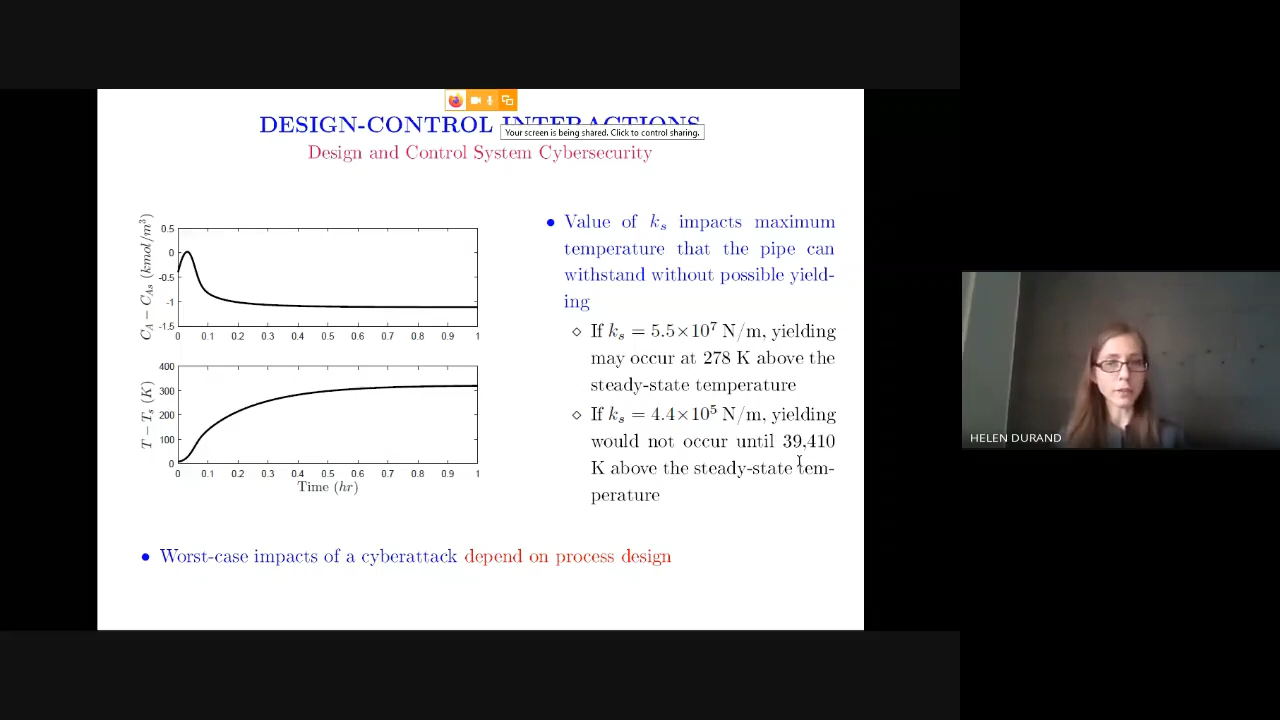 DESIGN-CONTROL INTERACTIONS
Your screen is being shared. Click to control sharing.
Design and Control System Cybersecurity
C_A − C_As (kmol/m³)
0.5
0
-0.5
-1
-1.5
0 0.1 0.2 0.3 0.4 0.5 0.6 0.7 0.8 0.9 1
T − T_s (K)
400
300
200
100
0
0 0.1 0.2 0.3 0.4 0.5 0.6 0.7 0.8 0.9 1
Time (hr)
• Value of k_s impacts maximum
temperature that the pipe can
withstand without possible yield-
ing
⋄ If k_s = 5.5×10⁷ N/m, yielding
may occur at 278 K above the
steady-state temperature
⋄ If k_s = 4.4×10⁵ N/m, yielding
would not occur until 39,410
K above the steady-state tem-
perature
• Worst-case impacts of a cyberattack depend on process design
HELEN DURAND